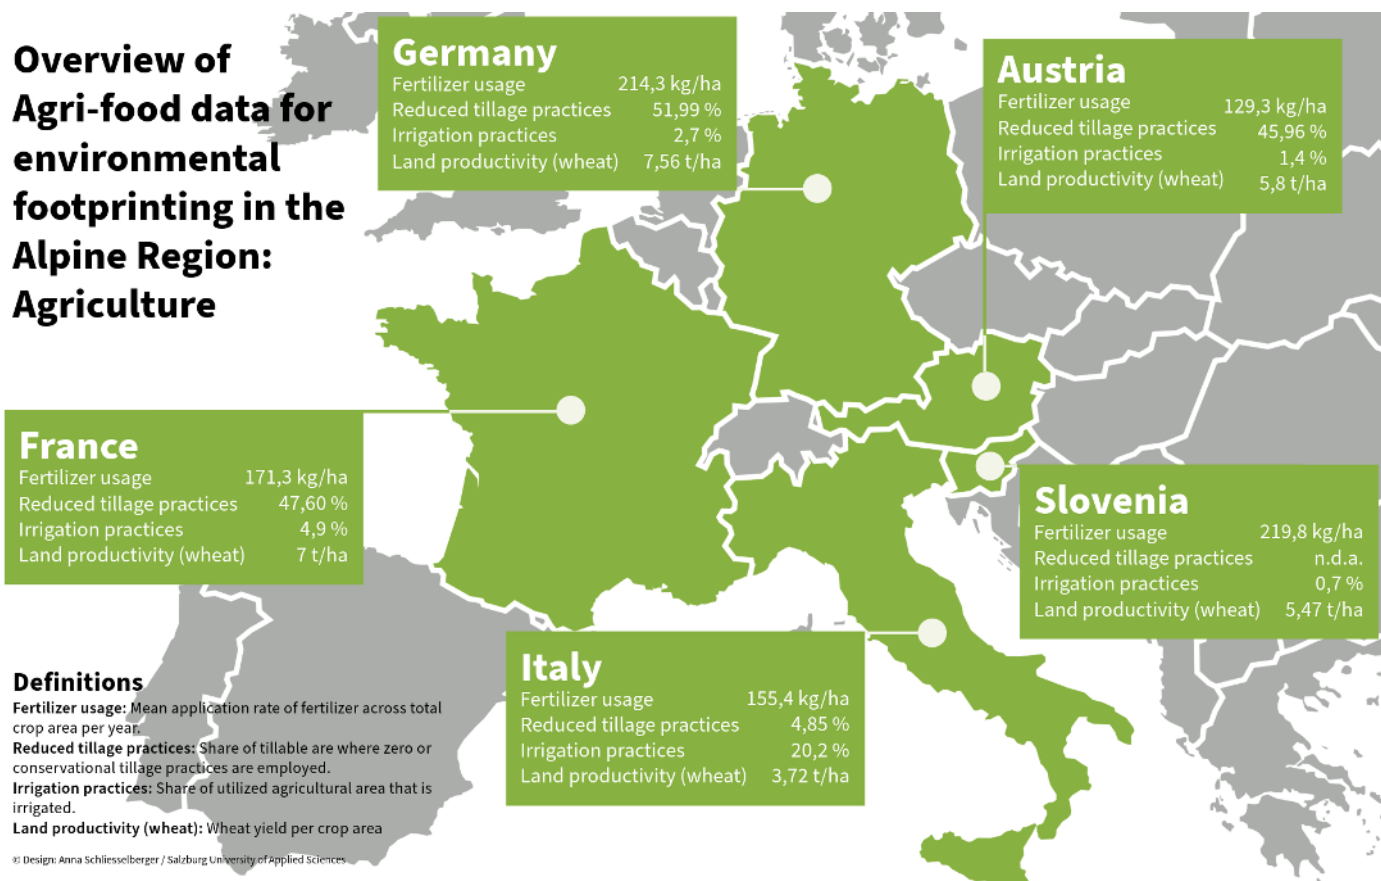 Overview of
Agri-food data for
environmental
footprinting in the
Alpine Region:
Agriculture
Germany
Fertilizer usage 214,3 kg/ha
Reduced tillage practices 51,99 %
Irrigation practices 2,7 %
Land productivity (wheat) 7,56 t/ha
Austria
Fertilizer usage 129,3 kg/ha
Reduced tillage practices 45,96 %
Irrigation practices 1,4 %
Land productivity (wheat) 5,8 t/ha
France
Fertilizer usage 171,3 kg/ha
Reduced tillage practices 47,60 %
Irrigation practices 4,9 %
Land productivity (wheat) 7 t/ha
Slovenia
Fertilizer usage 219,8 kg/ha
Reduced tillage practices n.d.a.
Irrigation practices 0,7 %
Land productivity (wheat) 5,47 t/ha
Italy
Fertilizer usage 155,4 kg/ha
Reduced tillage practices 4,85 %
Irrigation practices 20,2 %
Land productivity (wheat) 3,72 t/ha
Definitions
Fertilizer usage: Mean application rate of fertilizer across total
crop area per year.
Reduced tillage practices: Share of tillable are where zero or
conservational tillage practices are employed.
Irrigation practices: Share of utilized agricultural area that is
irrigated.
Land productivity (wheat): Wheat yield per crop area
© Design: Anna Schliesselberger / Salzburg University of Applied Sciences